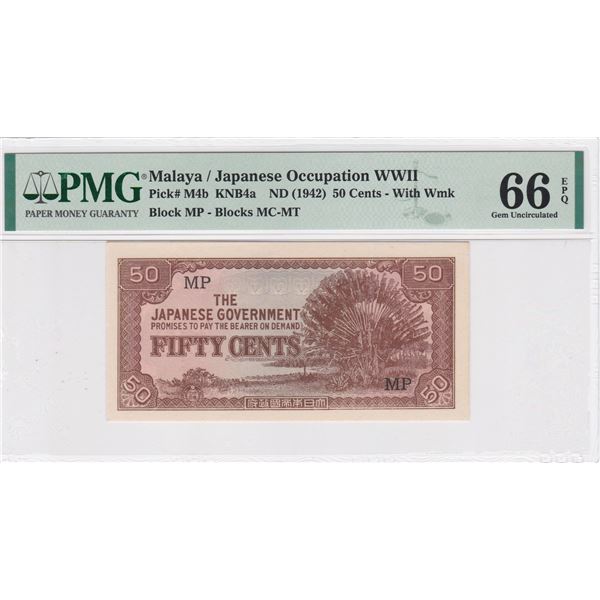 PMG®
PAPER MONEY GUARANTY
Malaya / Japanese Occupation WWII
Pick# M4b KNB4a ND (1942) 50 Cents - With Wmk
Block MP - Blocks MC-MT
66 EPQ
Gem Uncirculated
50
50
MP
THE
JAPANESE GOVERNMENT
PROMISES TO PAY THE BEARER ON DEMAND
FIFTY CENTS
MP
50
50
府政國帝本日大